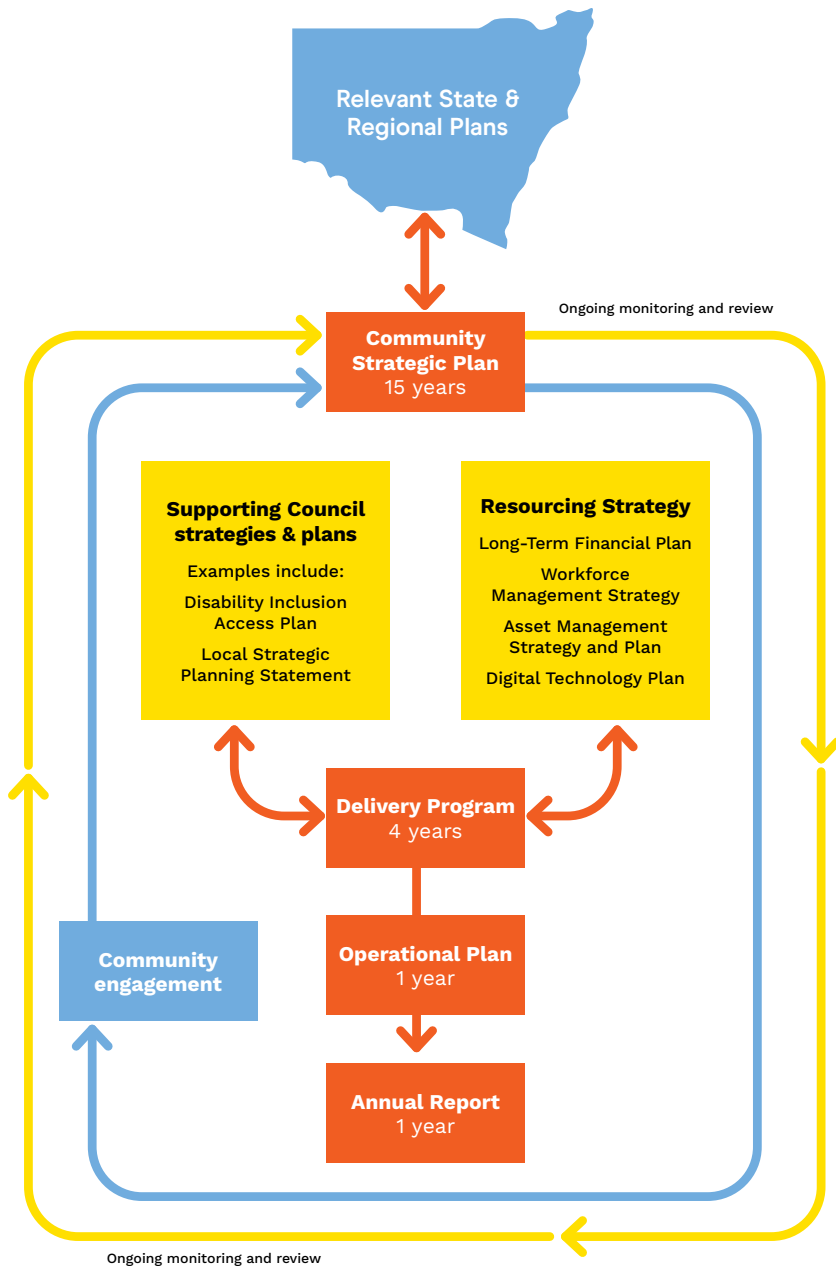 Relevant State &
Regional Plans
Ongoing monitoring and review
Community
Strategic Plan
15 years
Supporting Council
strategies & plans
Examples include:
Disability Inclusion
Access Plan
Local Strategic
Planning Statement
Resourcing Strategy
Long-Term Financial Plan
Workforce
Management Strategy
Asset Management
Strategy and Plan
Digital Technology Plan
Delivery Program
4 years
Community
engagement
Operational Plan
1 year
Annual Report
1 year
Ongoing monitoring and review